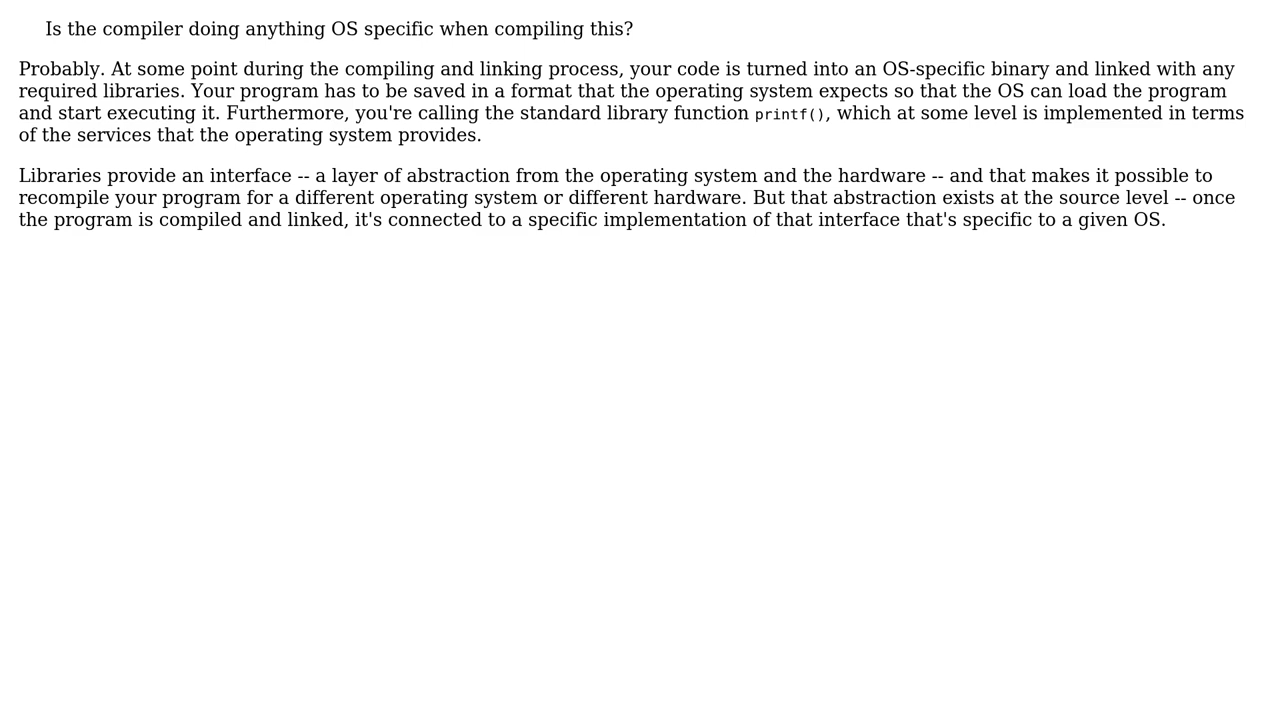 Is the compiler doing anything OS specific when compiling this?
Probably. At some point during the compiling and linking process, your code is turned into an OS-specific binary and linked with any
required libraries. Your program has to be saved in a format that the operating system expects so that the OS can load the program
and start executing it. Furthermore, you're calling the standard library function printf(), which at some level is implemented in terms
of the services that the operating system provides.
Libraries provide an interface -- a layer of abstraction from the operating system and the hardware -- and that makes it possible to
recompile your program for a different operating system or different hardware. But that abstraction exists at the source level -- once
the program is compiled and linked, it's connected to a specific implementation of that interface that's specific to a given OS.